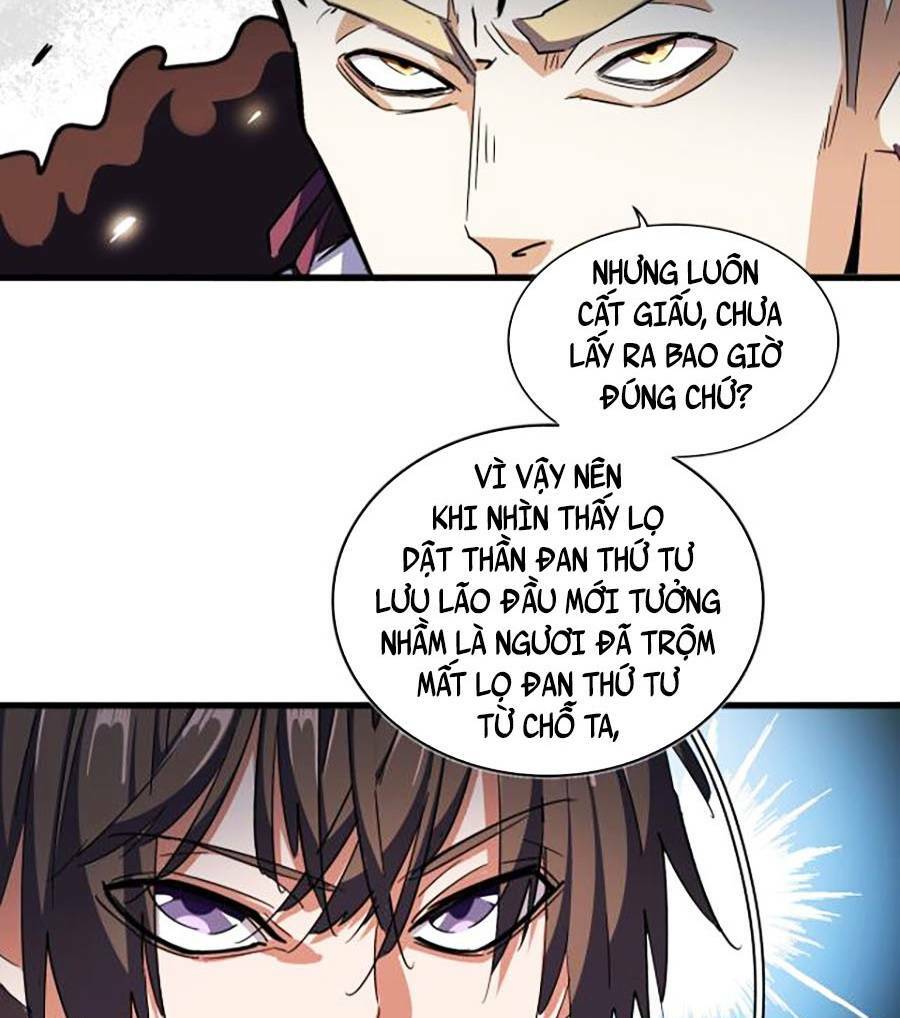 NHƯNG LUÔN
CẤT GIẤU, CHƯA
LẤY RA BAO GIỜ
ĐÚNG CHỨ?
VÌ VẬY NÊN
KHI NHÌN THẤY LỌ
DẬT THẦN ĐAN THỨ TƯ
LƯU LÃO ĐẦU MỚI TƯỞNG
NHẦM LÀ NGƯƠI ĐÃ TRỘM
MẤT LỌ ĐAN THỨ TƯ
TỪ CHỖ TA,